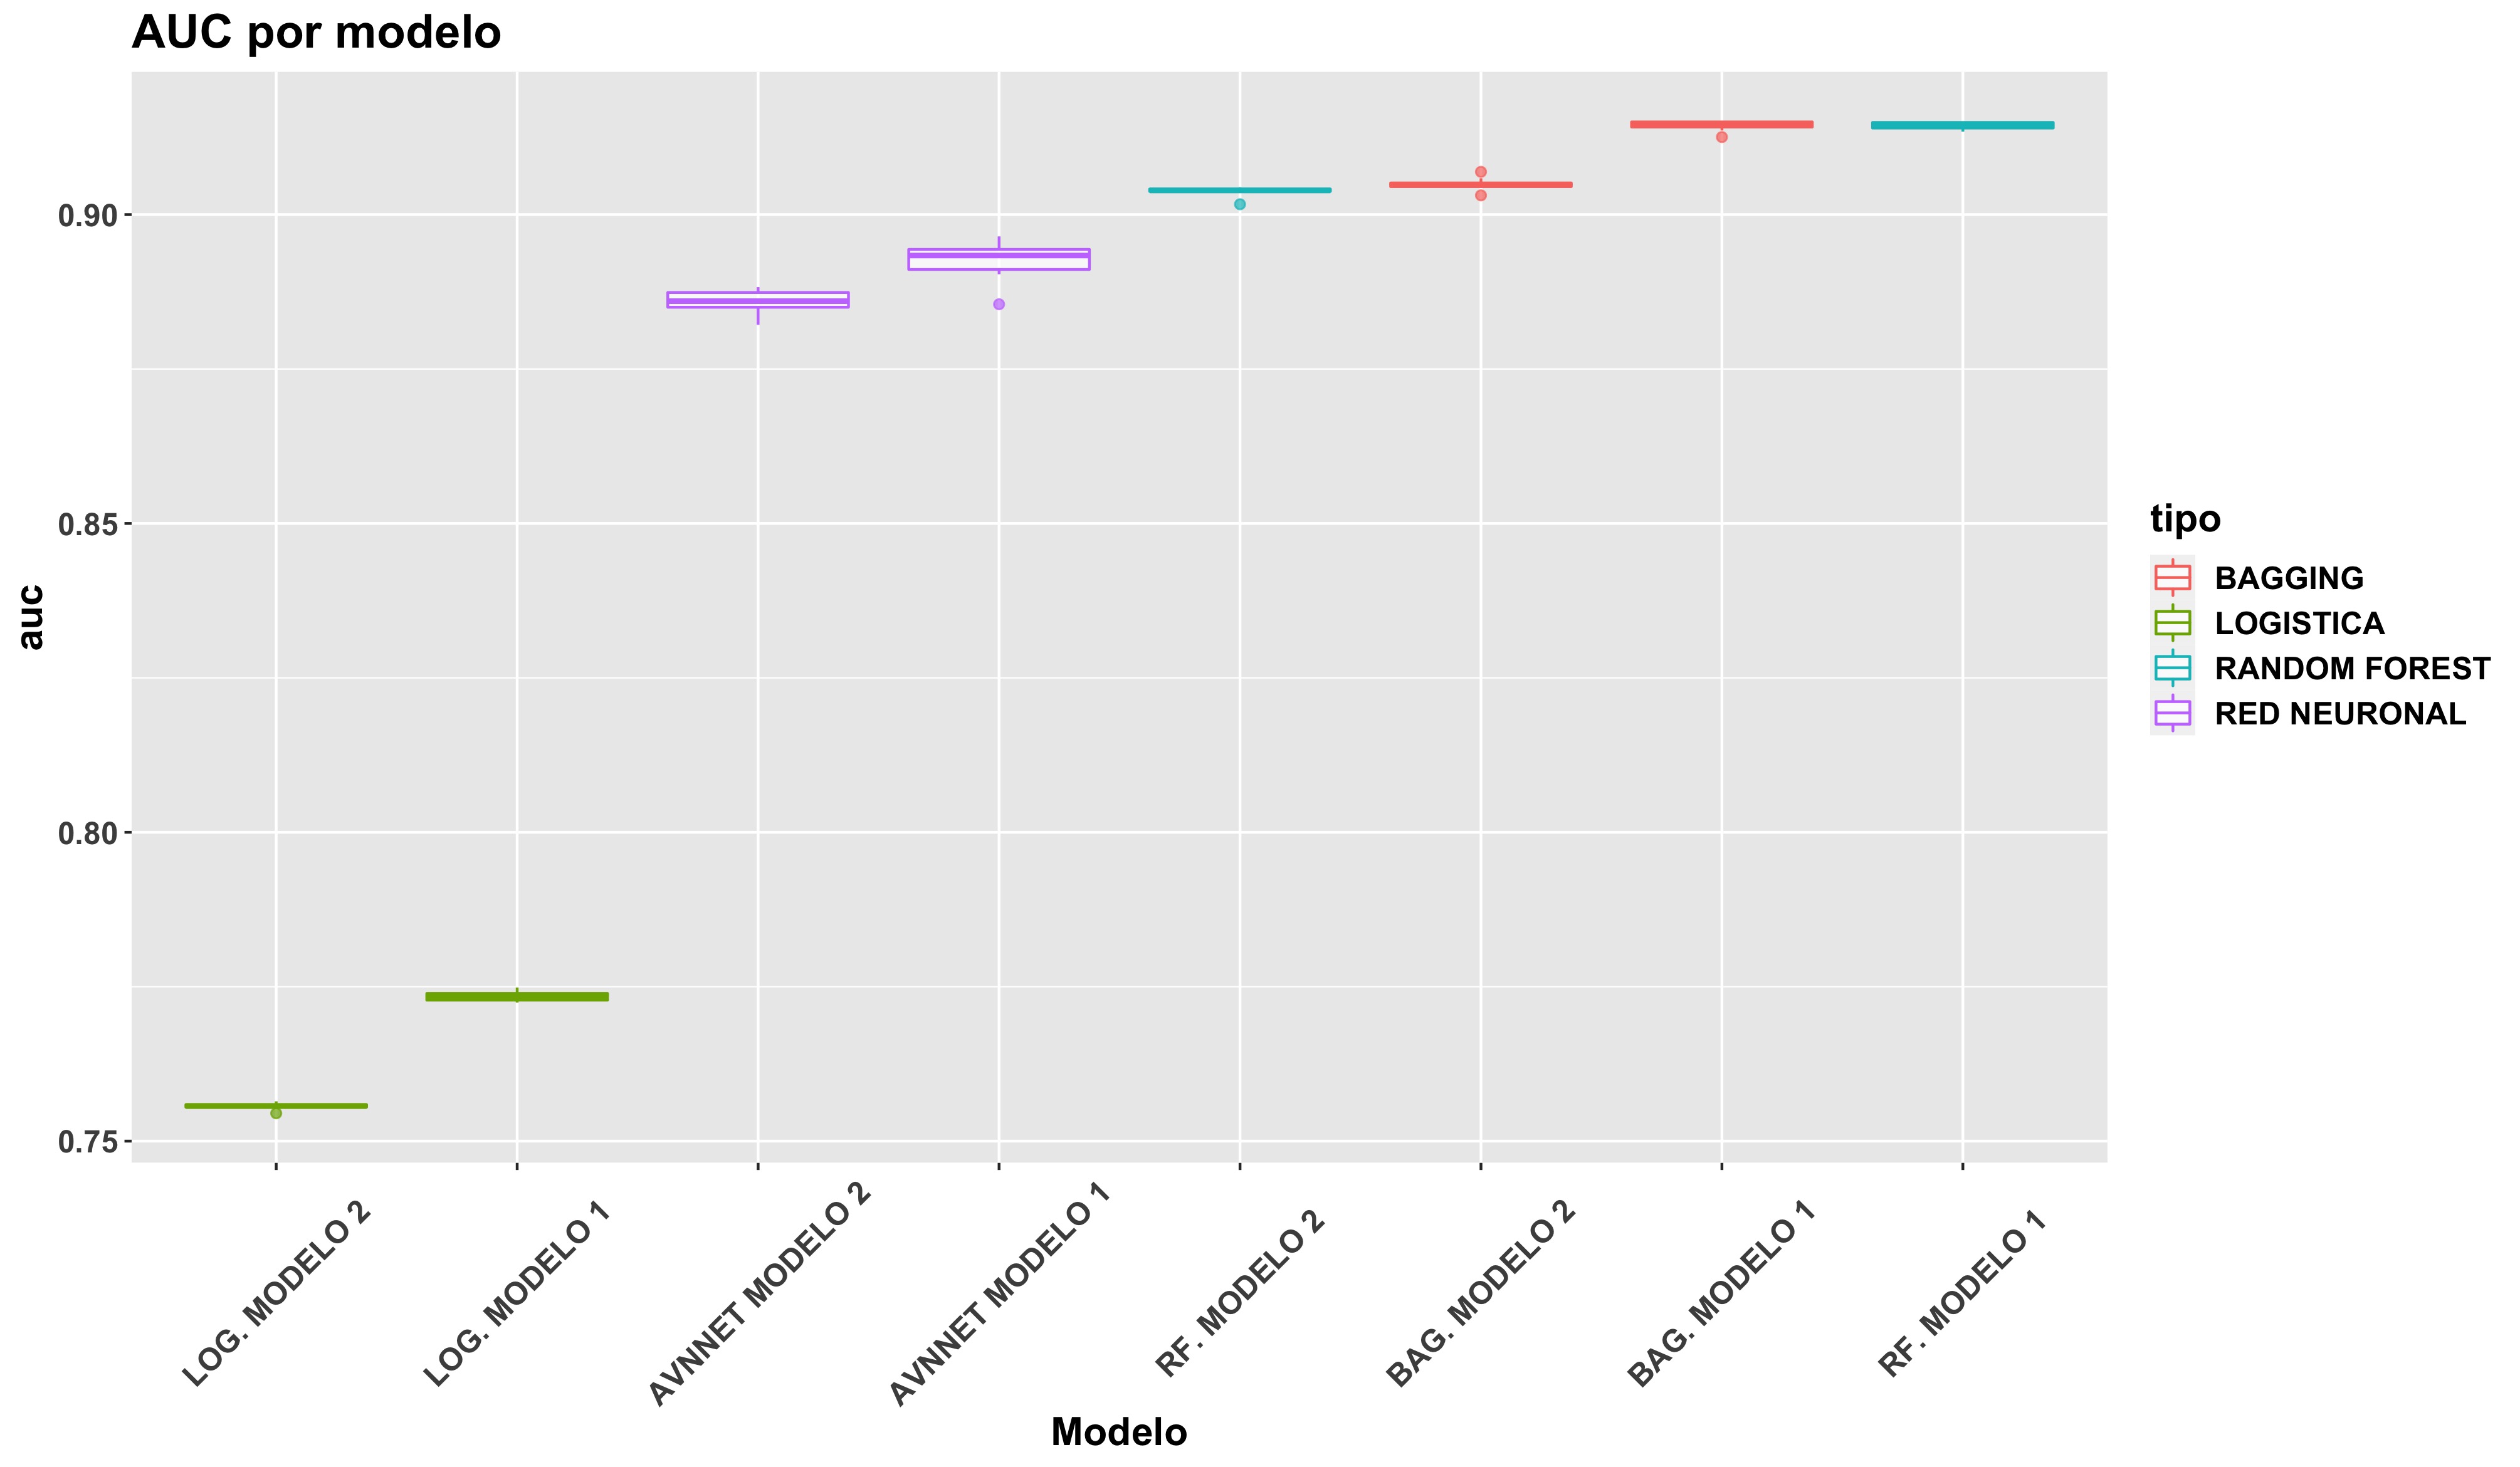 AUC por modelo
0.90
0.85
0.80
0.75
auc
LOG. MODELO 2
LOG. MODELO 1
AVNNET MODELO 2
AVNNET MODELO 1
RF. MODELO 2
BAG. MODELO 2
BAG. MODELO 1
RF. MODELO 1
Modelo
tipo
BAGGING
LOGISTICA
RANDOM FOREST
RED NEURONAL